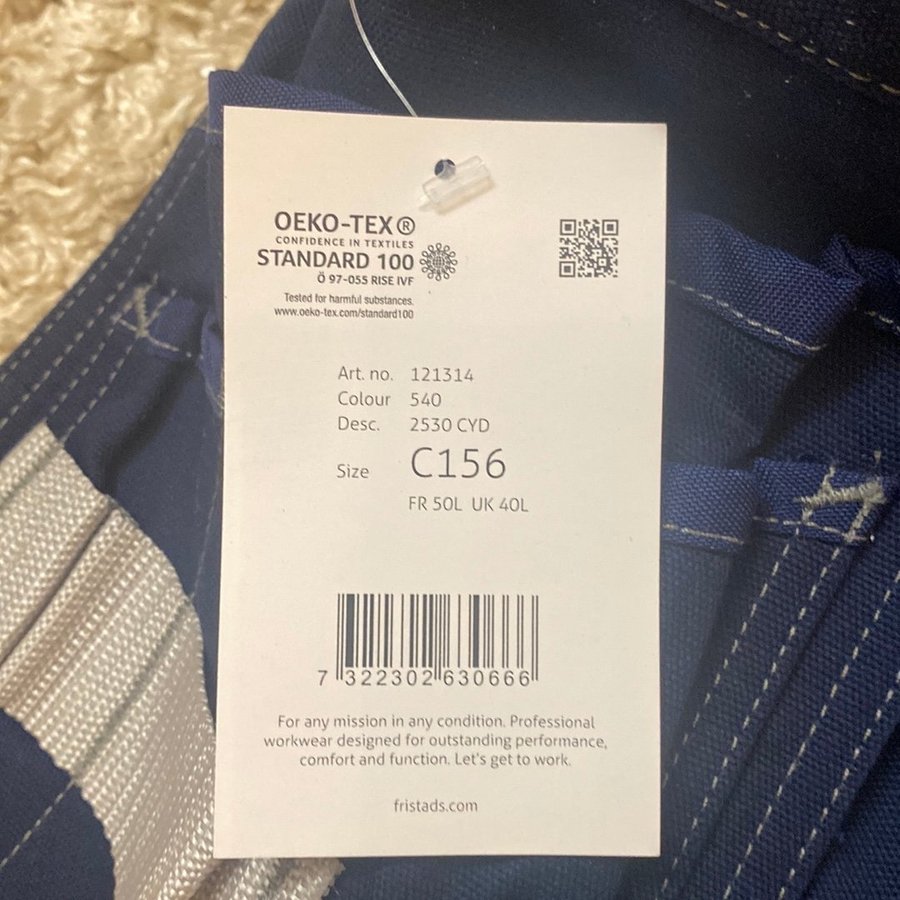 OEKO-TEX®
CONFIDENCE IN TEXTILES
STANDARD 100
Ö 97-055 RISE IVF
Tested for harmful substances.
www.oeko-tex.com/standard100
Art. no. 121314
Colour 540
Desc. 2530 CYD
Size C156
FR 50L UK 40L
7 322302 630666
For any mission in any condition. Professional
workwear designed for outstanding performance,
comfort and function. Let's get to work.
fristads.com